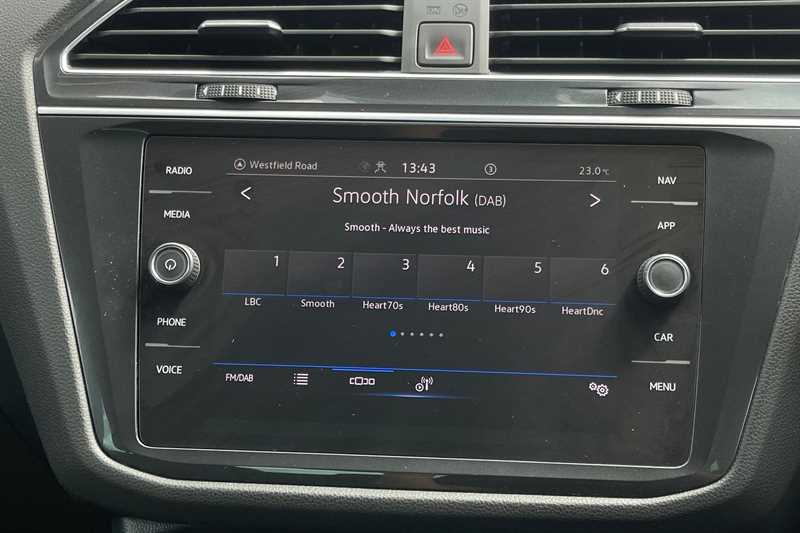 RADIO
MEDIA
PHONE
VOICE
Westfield Road
13:43
3
23.0°C
< Smooth Norfolk (DAB) >
Smooth - Always the best music
1 2 3 4 5 6
LBC Smooth Heart70s Heart80s Heart90s HeartDnc
FM/DAB
NAV
APP
CAR
MENU